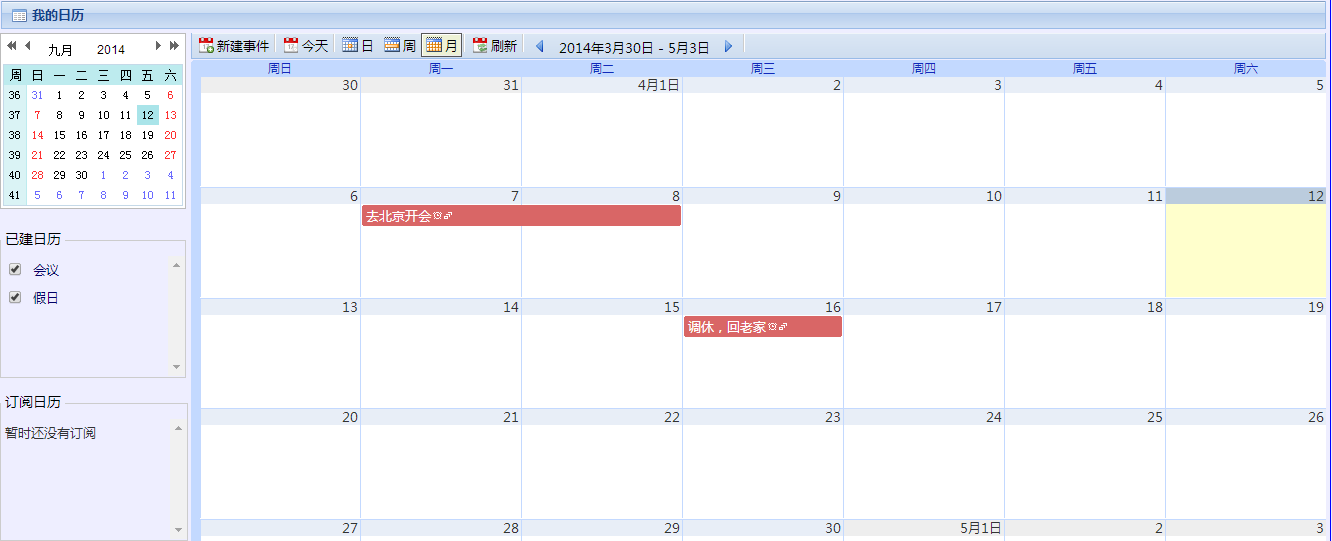 我的日历
九月 2014
周 日 一 二 三 四 五 六
36 31 1 2 3 4 5 6
37 7 8 9 10 11 12 13
38 14 15 16 17 18 19 20
39 21 22 23 24 25 26 27
40 28 29 30 1 2 3 4
41 5 6 7 8 9 10 11
已建日历
会议
假日
订阅日历
暂时还没有订阅
新建事件 今天 日 周 月 刷新 2014年3月30日 - 5月3日
周日 周一 周二 周三 周四 周五 周六
30 31 4月1日 2 3 4 5
6 7 8 9 10 11 12
去北京开会
13 14 15 16 17 18 19
调休，回老家
20 21 22 23 24 25 26
27 28 29 30 5月1日 2 3